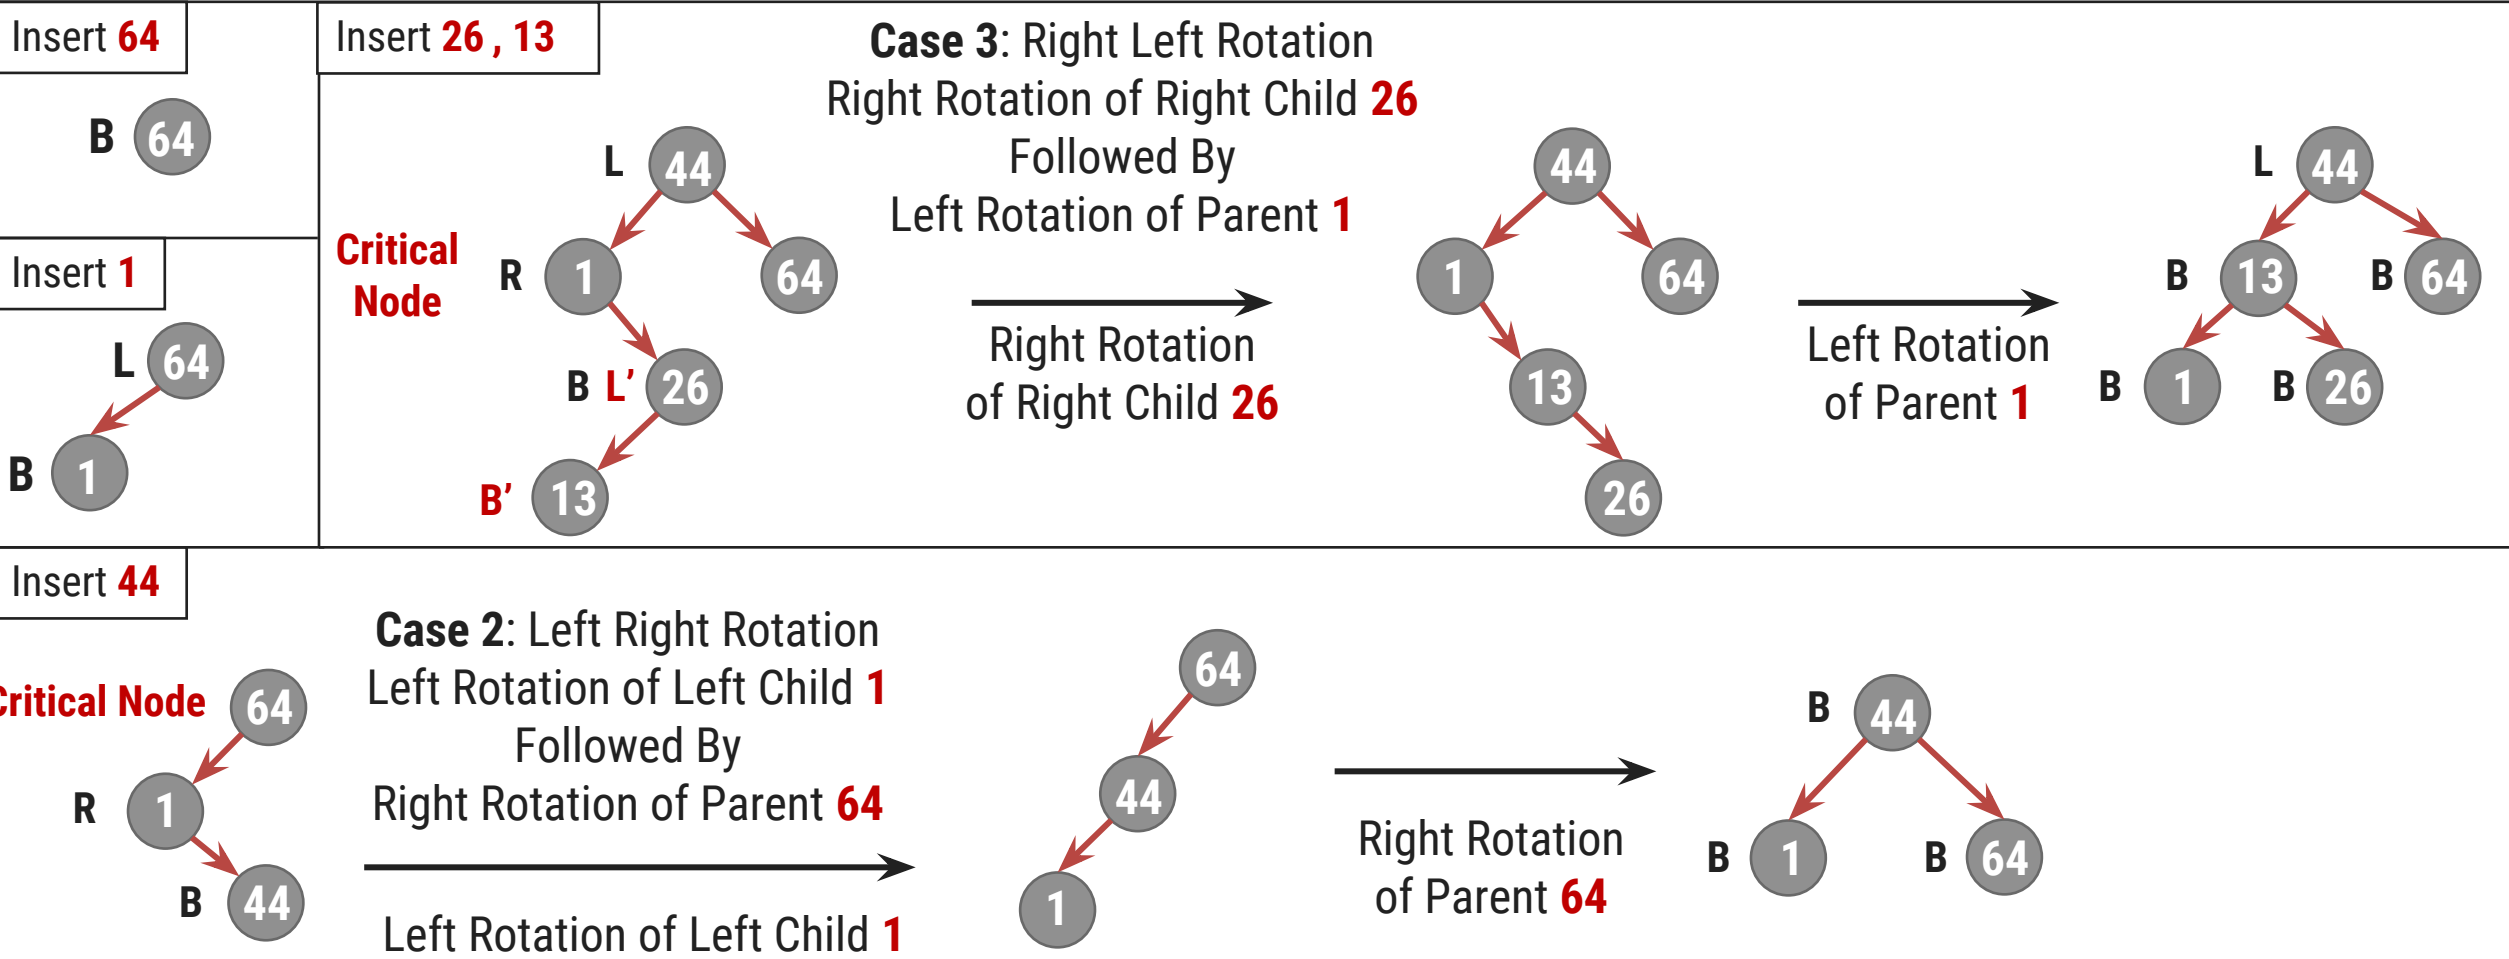 Insert 64
B 64
Insert 1
L 64
B 1
Insert 26 , 13
Case 3: Right Left Rotation
Right Rotation of Right Child 26
Followed By
Left Rotation of Parent 1
L 44
Critical
Node
R 1
64
B L’ 26
B’ 13
Right Rotation
of Right Child 26
44
1
64
13
26
Left Rotation
of Parent 1
L 44
B 13
B 64
B 1
B 26
Insert 44
Critical Node 64
R 1
B 44
Case 2: Left Right Rotation
Left Rotation of Left Child 1
Followed By
Right Rotation of Parent 64
Left Rotation of Left Child 1
64
44
1
Right Rotation
of Parent 64
B 44
B 1
B 64